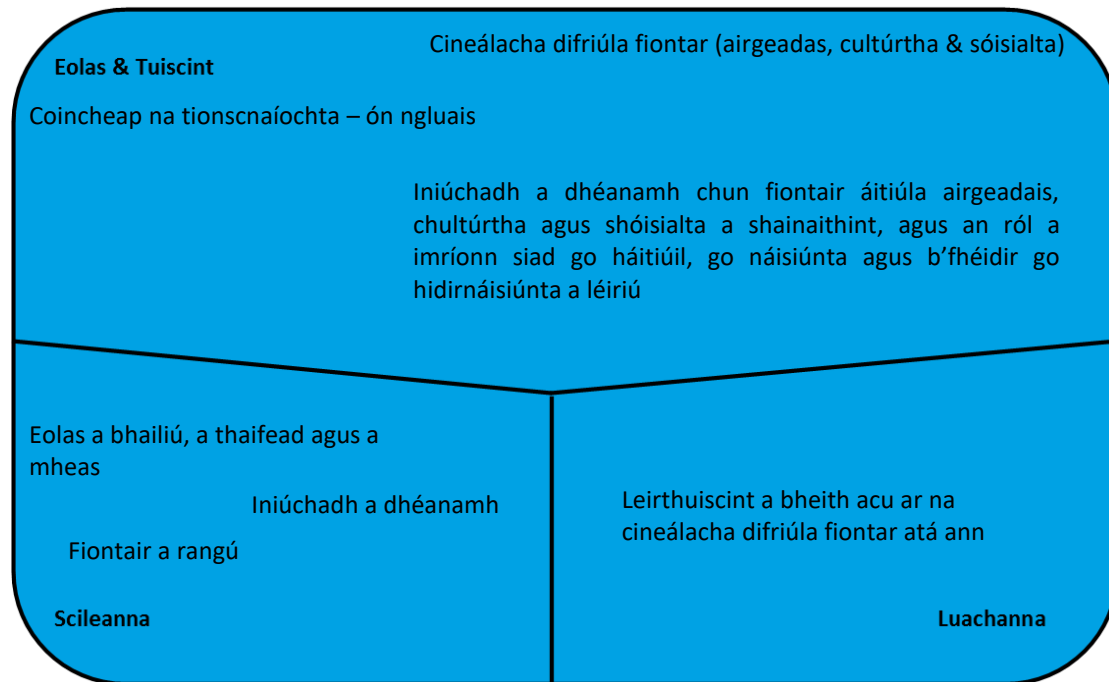 Cineálacha difriúla fiontar (airgeadas, cultúrtha & sóisialta)
Eolas & Tuiscint
Coincheap na tionscnaíochta – ón ngluais
Iniúchadh a dhéanamh chun fiontair áitiúla airgeadais,
chultúrtha agus shóisialta a shainaithint, agus an ról a
imríonn siad go háitiúil, go náisiúnta agus b’fhéidir go
hidirnáisiúnta a léiriú
Eolas a bhailiú, a thaifead agus a
mheas
Iniúchadh a dhéanamh
Fiontair a rangú
Scileanna
Leirthuiscint a bheith acu ar na
cineálacha difriúla fiontar atá ann
Luachanna